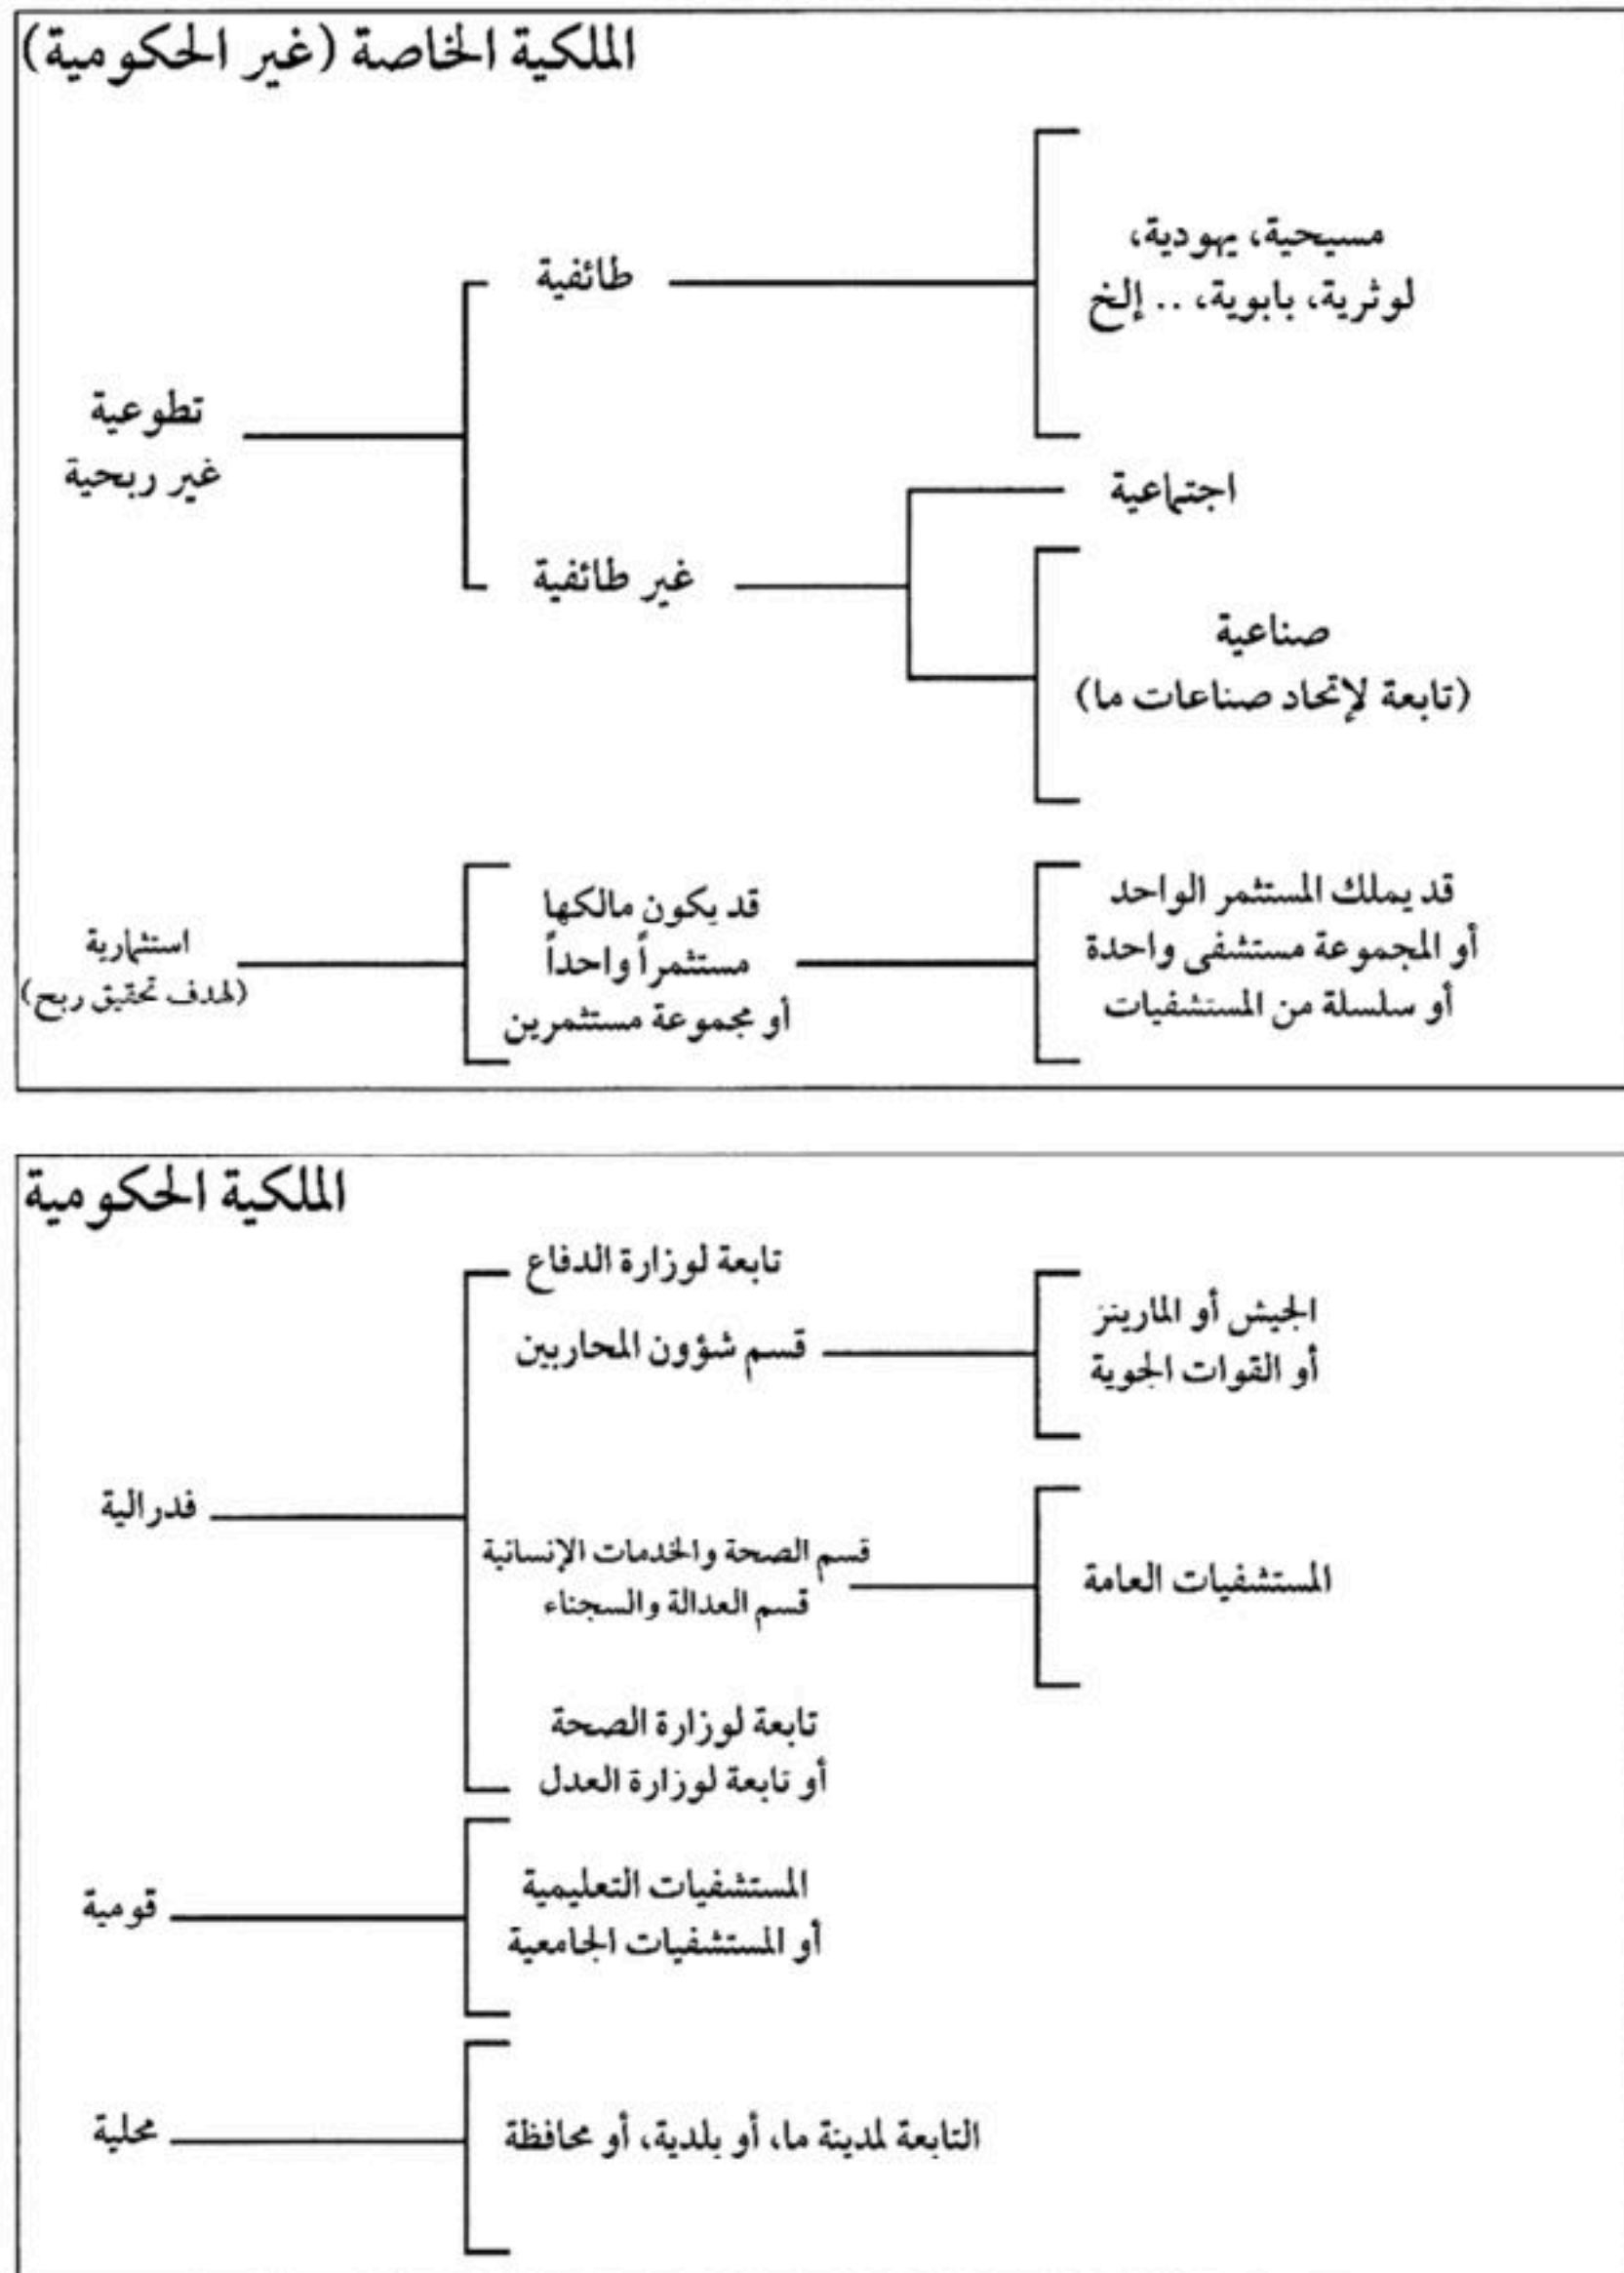 الملكية الخاصة (غير الحكومية)
تطوعية
غير ربحية
طائفية
مسيحية، يهودية،
لوثرية، بابوية، .. إلخ
غير طائفية
اجتماعية
صناعية
(تابعة لإتحاد صناعات ما)
استثمارية
(لهدف تحقيق ربح)
قد يكون مالكها
مستثمراً واحداً
أو مجموعة مستثمرين
قد يملك المستثمر الواحد
أو المجموعة مستشفى واحدة
أو سلسلة من المستشفيات
الملكية الحكومية
فدرالية
تابعة لوزارة الدفاع
قسم شؤون المحاربين
الجيش أو المارينز
أو القوات الجوية
قسم الصحة والخدمات الإنسانية
قسم العدالة والسجناء
المستشفيات العامة
تابعة لوزارة الصحة
أو تابعة لوزارة العدل
قومية
المستشفيات التعليمية
أو المستشفيات الجامعية
محلية
التابعة لمدينة ما، أو بلدية، أو محافظة